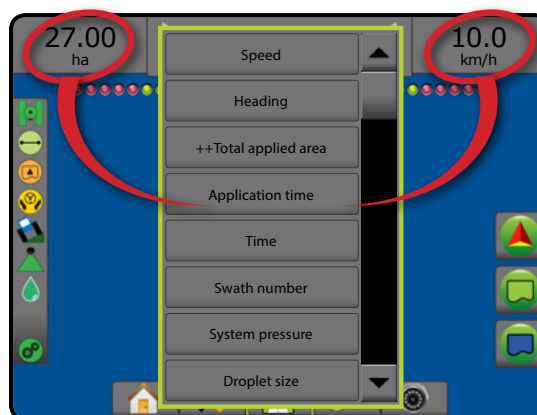 27.00
ha
10.0
km/h
Speed
Heading
++Total applied area
Application time
Time
Swath number
System pressure
Droplet size